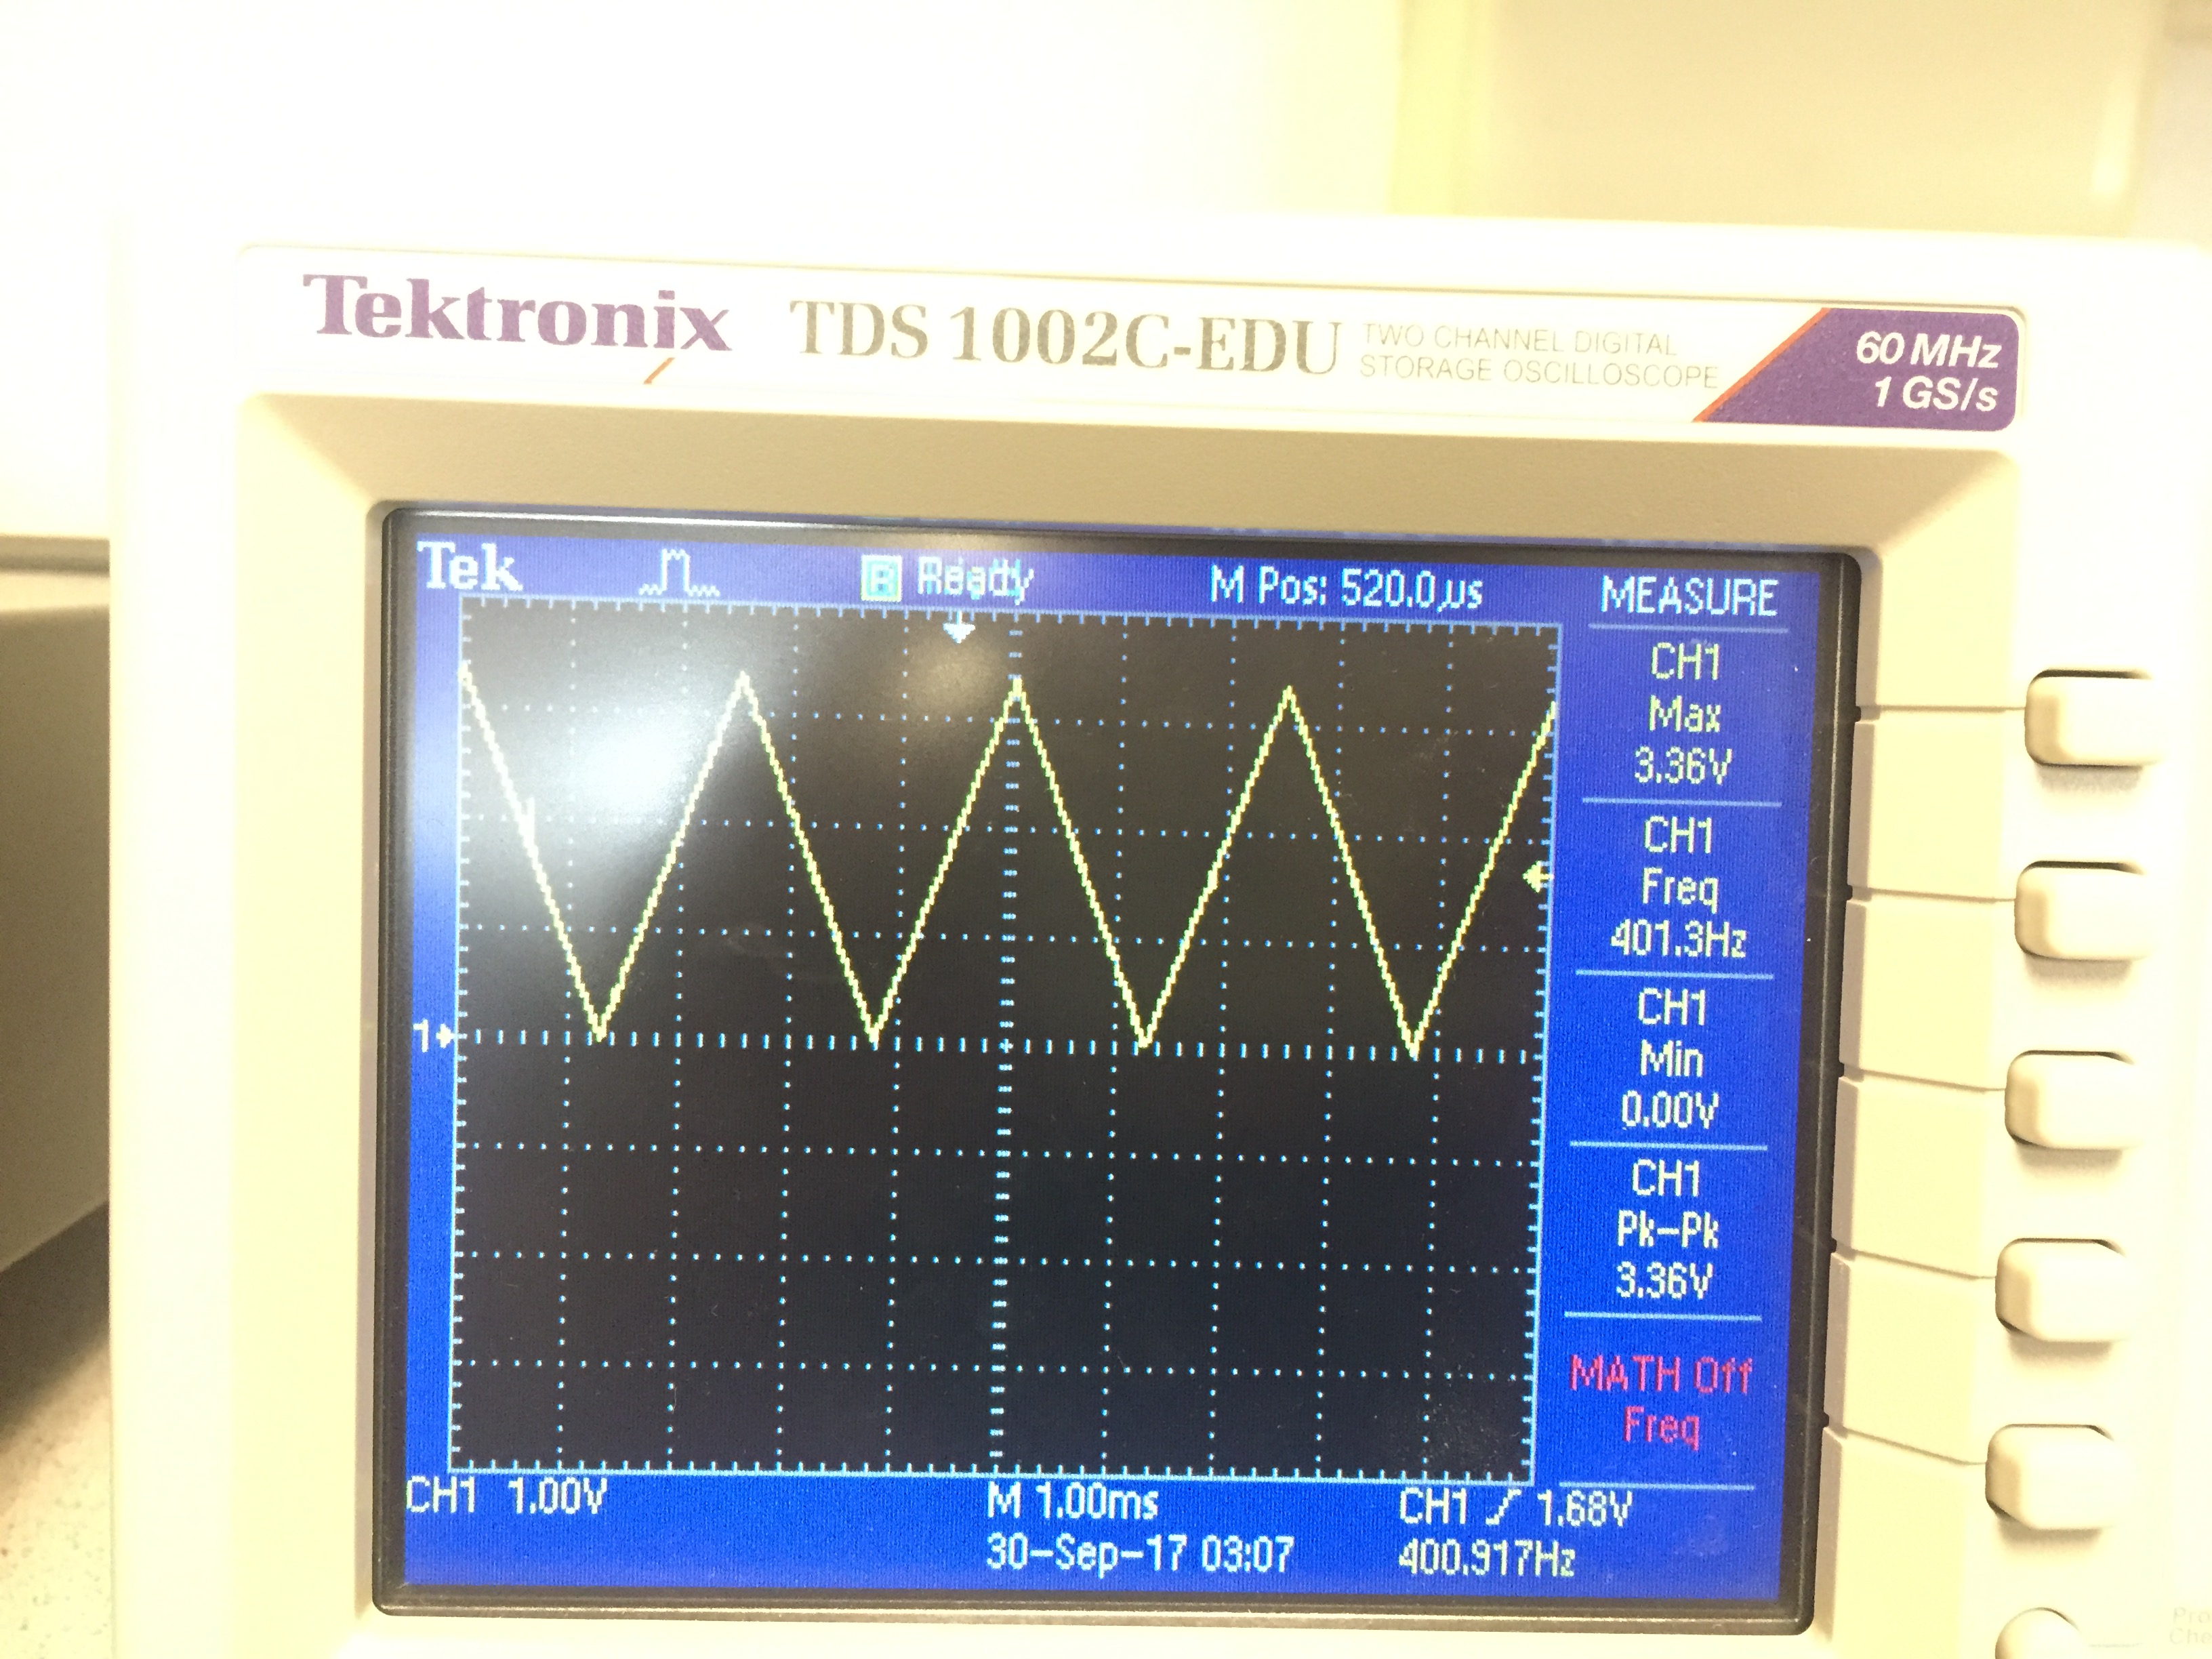 Tektronix TDS 1002C-EDU TWO CHANNEL DIGITAL STORAGE OSCILLOSCOPE
60 MHz
1 GS/s
Tek R Ready M Pos: 520.0µs MEASURE
CH1
Max
3.36V
CH1
Freq
401.3Hz
1
CH1
Min
0.00V
CH1
Pk-Pk
3.36V
MATH Off
Freq
CH1 1.00V M 1.00ms CH1 1.68V
30-Sep-17 03:07 400.917Hz